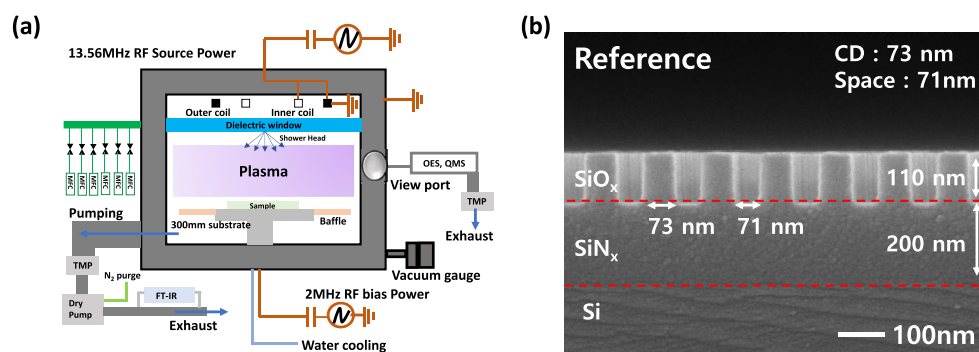 (a)
13.56MHz RF Source Power
Outer coil
Inner coil
Dielectric window
Shower Head
Plasma
OES, QMS
View port
TMP
Exhaust
MFC MFC MFC MFC MFC MFC
Pumping
Sample
300mm substrate
Baffle
TMP
N2 purge
Vacuum gauge
Dry
Pump
FT-IR
Exhaust
2MHz RF bias Power
Water cooling
(b)
Reference
CD : 73 nm
Space : 71nm
SiOx
110 nm
73 nm
71 nm
SiNx
200 nm
Si
100nm